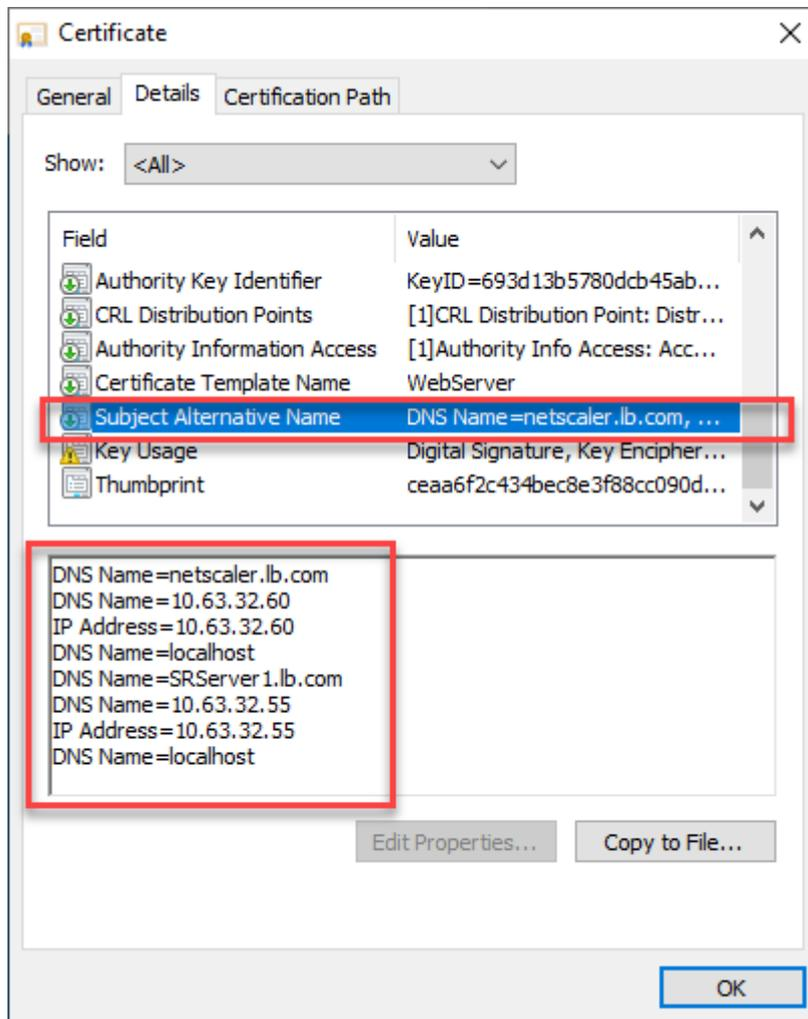 Certificate
General Details Certification Path
Show: <All>
Field Value
Authority Key Identifier KeyID=693d13b5780dcb45ab...
CRL Distribution Points [1]CRL Distribution Point: Distr...
Authority Information Access [1]Authority Info Access: Acc...
Certificate Template Name WebServer
Subject Alternative Name DNS Name=netscaler.lb.com, ...
Key Usage Digital Signature, Key Encipher...
Thumbprint ceaa6f2c434bec8e3f88cc090d...
DNS Name=netscaler.lb.com
DNS Name=10.63.32.60
IP Address=10.63.32.60
DNS Name=localhost
DNS Name=SRServer1.lb.com
DNS Name=10.63.32.55
IP Address=10.63.32.55
DNS Name=localhost
Edit Properties... Copy to File...
OK